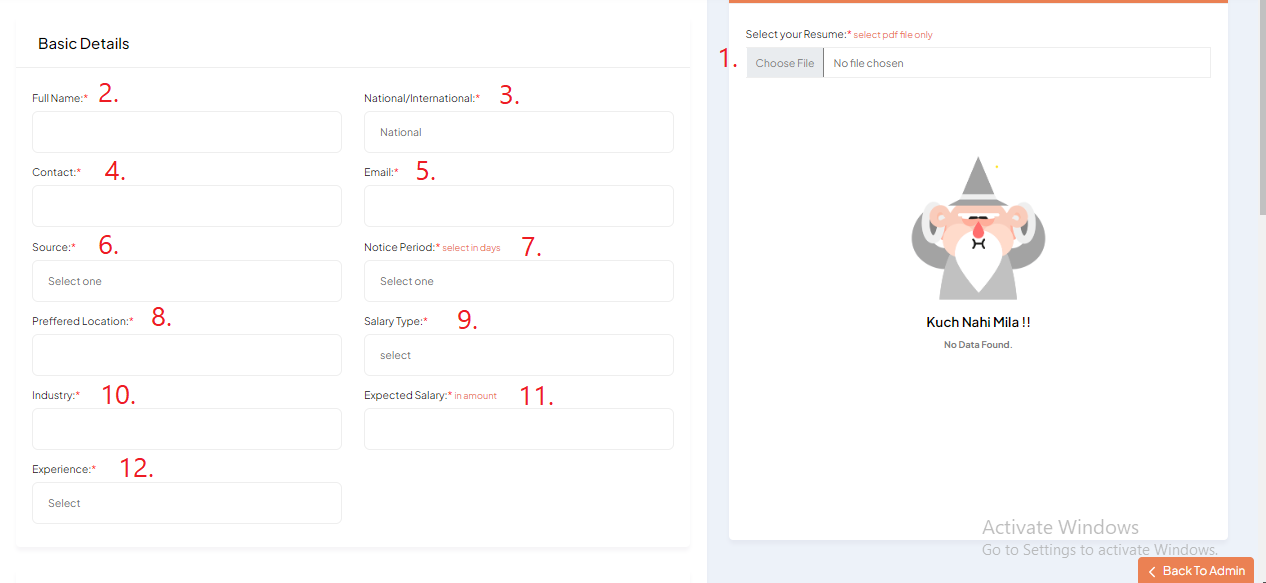 Basic Details
Full Name:* 2.
National/International:* 3.
National
Contact:* 4.
Email:* 5.
Source:* 6.
Select one
Notice Period:* select in days 7.
Select one
Preffered Location:* 8.
Salary Type:* 9.
select
Industry:* 10.
Expected Salary:* in amount 11.
Experience:* 12.
Select
Select your Resume:* select pdf file only
1. Choose File No file chosen
Kuch Nahi Mila !!
No Data Found.
Activate Windows
Go to Settings to activate Windows.
Back To Admin